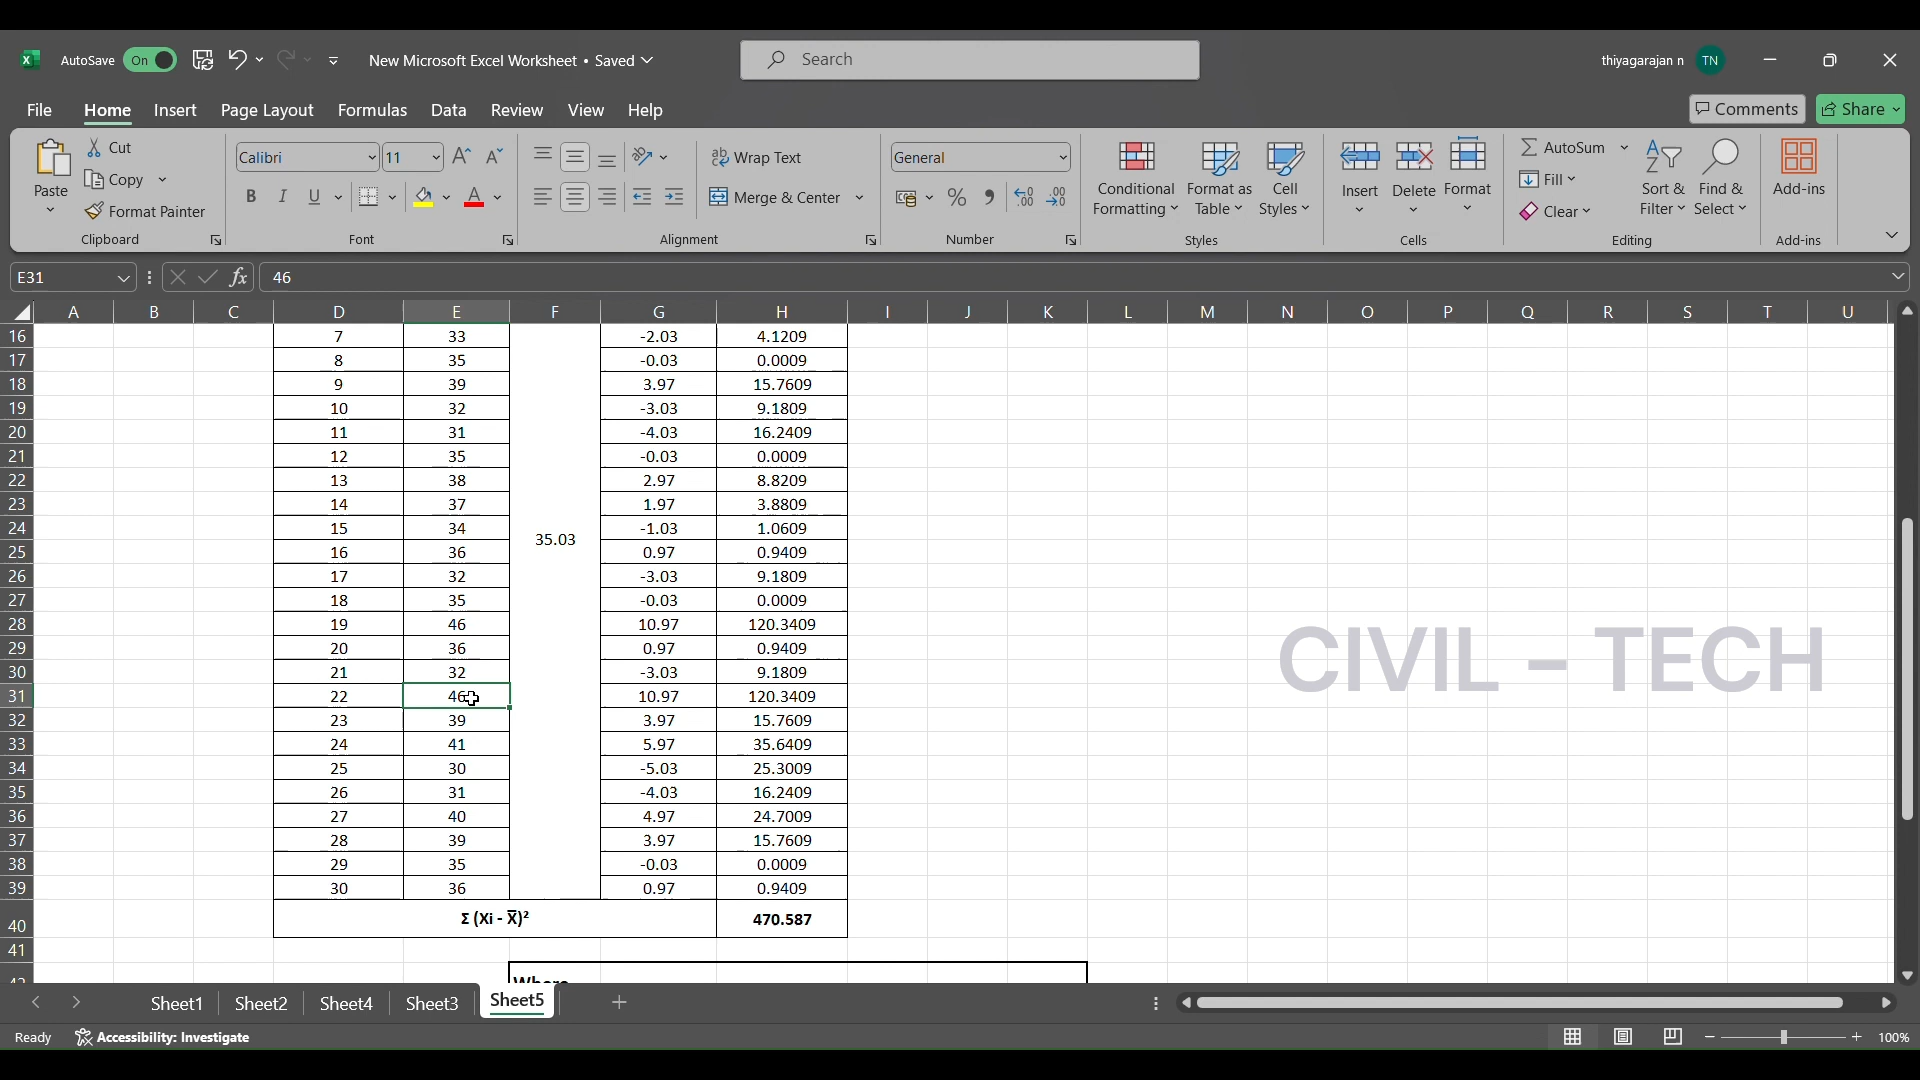 AutoSave On New Microsoft Excel Worksheet • Saved Search thiyagarajan n TN
File Home Insert Page Layout Formulas Data Review View Help Comments Share
Paste Cut Copy Format Painter Clipboard
Calibri 11 B I U A Font
Wrap Text Merge & Center Alignment
General % Number
Conditional Formatting Format as Table Cell Styles Styles
Insert Delete Format Cells
AutoSum Fill Clear Sort & Filter Find & Select Editing
Add-ins Add-ins
E31 fx 46
A B C D E F G H I J K L M N O P Q R S T U
16 7 33 -2.03 4.1209
17 8 35 -0.03 0.0009
18 9 39 3.97 15.7609
19 10 32 -3.03 9.1809
20 11 31 -4.03 16.2409
21 12 35 -0.03 0.0009
22 13 38 2.97 8.8209
23 14 37 1.97 3.8809
24 15 34 -1.03 1.0609
35.03
25 16 36 0.97 0.9409
26 17 32 -3.03 9.1809
27 18 35 -0.03 0.0009
28 19 46 10.97 120.3409
29 20 36 0.97 0.9409
30 21 32 -3.03 9.1809
CIVIL - TECH
31 22 46 10.97 120.3409
32 23 39 3.97 15.7609
33 24 41 5.97 35.6409
34 25 30 -5.03 25.3009
35 26 31 -4.03 16.2409
36 27 40 4.97 24.7009
37 28 39 3.97 15.7609
38 29 35 -0.03 0.0009
39 30 36 0.97 0.9409
40 Σ (Xi - X̅)² 470.587
41
Sheet1 Sheet2 Sheet4 Sheet3 Sheet5
Ready Accessibility: Investigate 100%